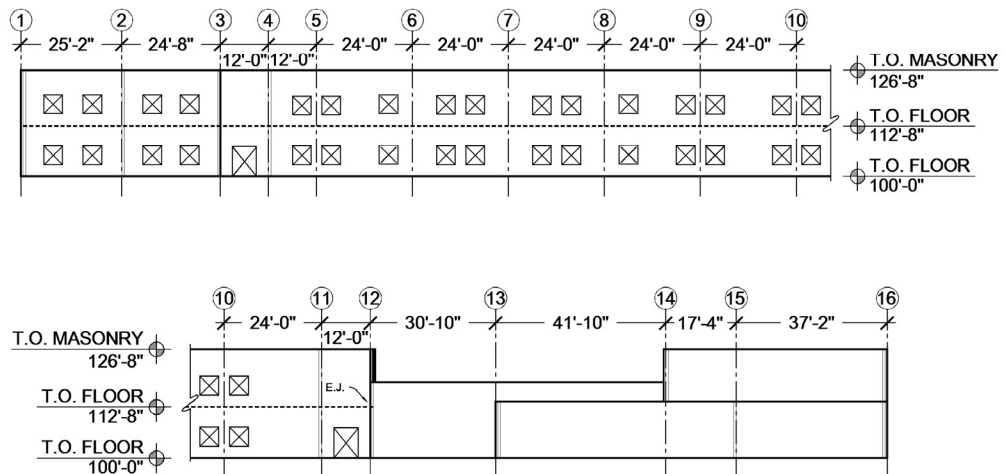 1 2 3 4 5 6 7 8 9 10
25'-2" 24'-8" 12'-0" 12'-0" 24'-0" 24'-0" 24'-0" 24'-0" 24'-0"
T.O. MASONRY
126'-8"
T.O. FLOOR
112'-8"
T.O. FLOOR
100'-0"
10 11 12 13 14 15 16
24'-0" 12'-0" 30'-10" 41'-10" 17'-4" 37'-2"
T.O. MASONRY
126'-8"
E.J.
T.O. FLOOR
112'-8"
T.O. FLOOR
100'-0"